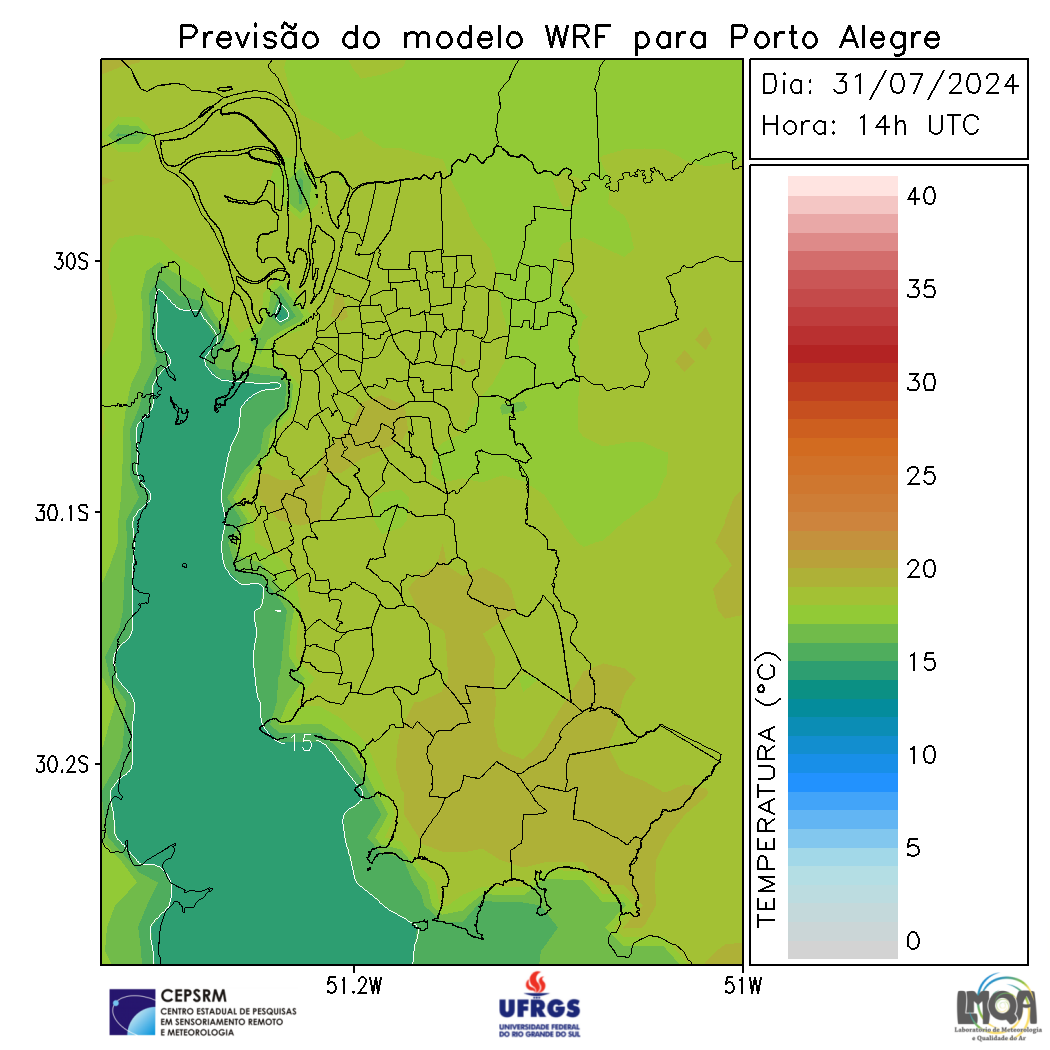 Previsão do modelo WRF para Porto Alegre
Dia: 31/07/2024
Hora: 14h UTC
40
35
30
25
20
15
10
5
0
TEMPERATURA (°C)
30S
30.1S
30.2S
15
51.2W
51W
CEPSRM
CENTRO ESTADUAL DE PESQUISAS
EM SENSORIAMENTO REMOTO
E METEOROLOGIA
UFRGS
UNIVERSIDADE FEDERAL
DO RIO GRANDE DO SUL
LMQA
Laboratório de Meteorologia
e Qualidade do Ar